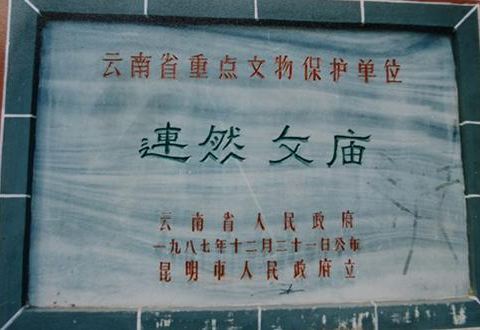 云南省重点文物保护单位
連然文庙
云南省人民政府
一九八七年十二月二十一日公布
昆明市人民政府立